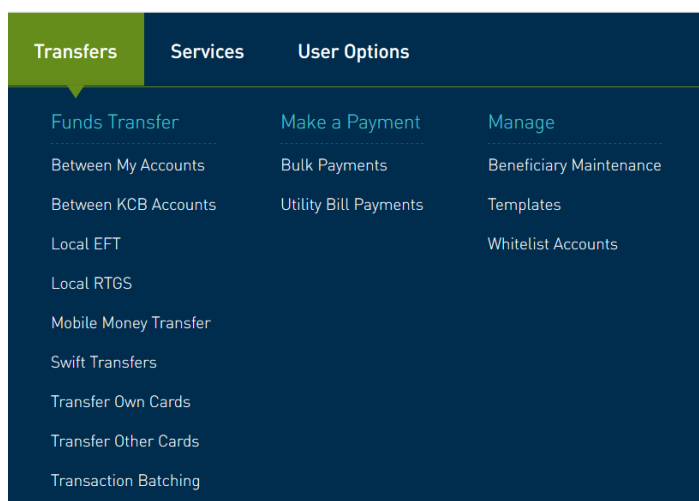 Transfers
Services
User Options
Funds Transfer
Between My Accounts
Between KCB Accounts
Local EFT
Local RTGS
Mobile Money Transfer
Swift Transfers
Transfer Own Cards
Transfer Other Cards
Transaction Batching
Make a Payment
Bulk Payments
Utility Bill Payments
Manage
Beneficiary Maintenance
Templates
Whitelist Accounts